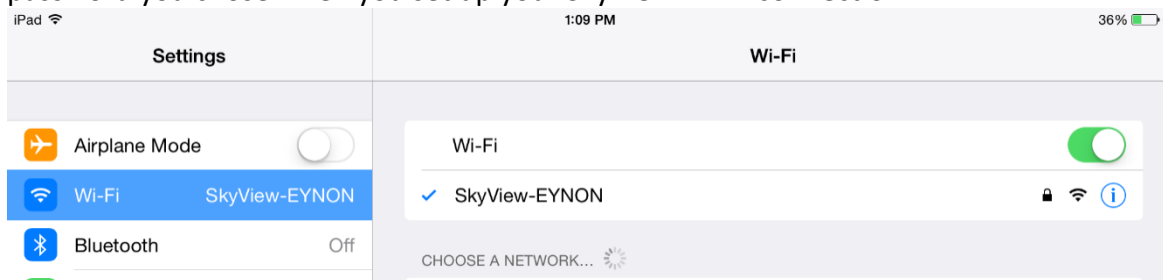 iPad 1:09 PM 36%
Settings Wi-Fi
Airplane Mode Wi-Fi
Wi-Fi SkyView-EYNON SkyView-EYNON
Bluetooth Off CHOOSE A NETWORK...